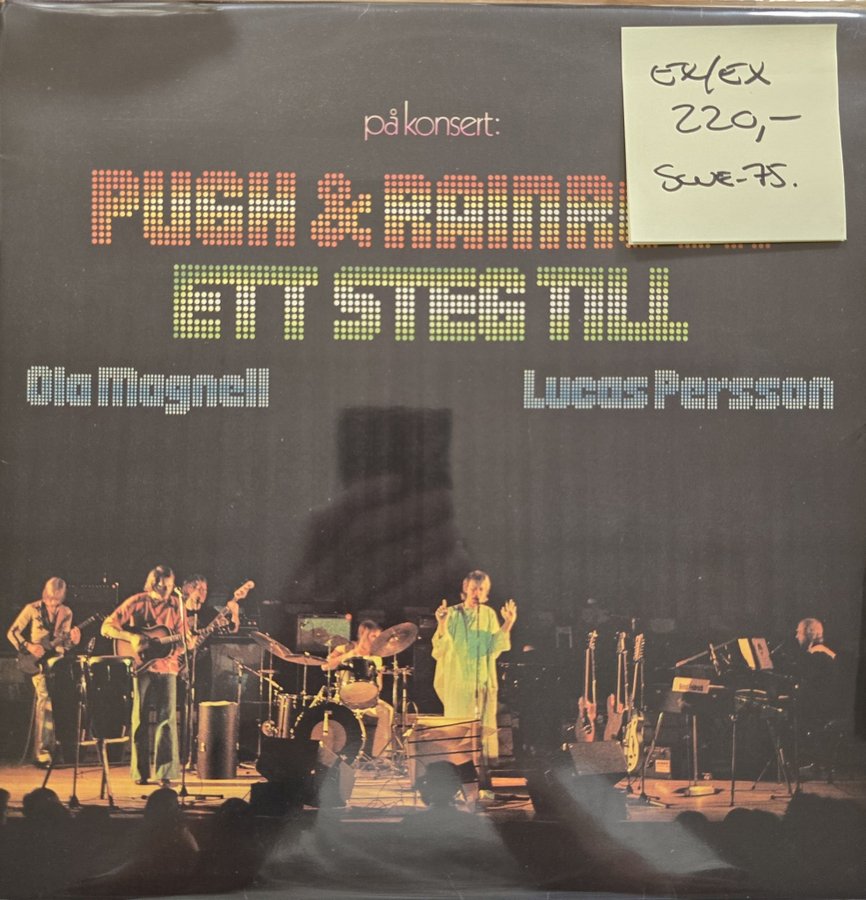 EX/EX
220,-
SWE-75.
på konsert:
PUGH & 
ETT STEG TILL
Ola Magnell
Lucas Persson